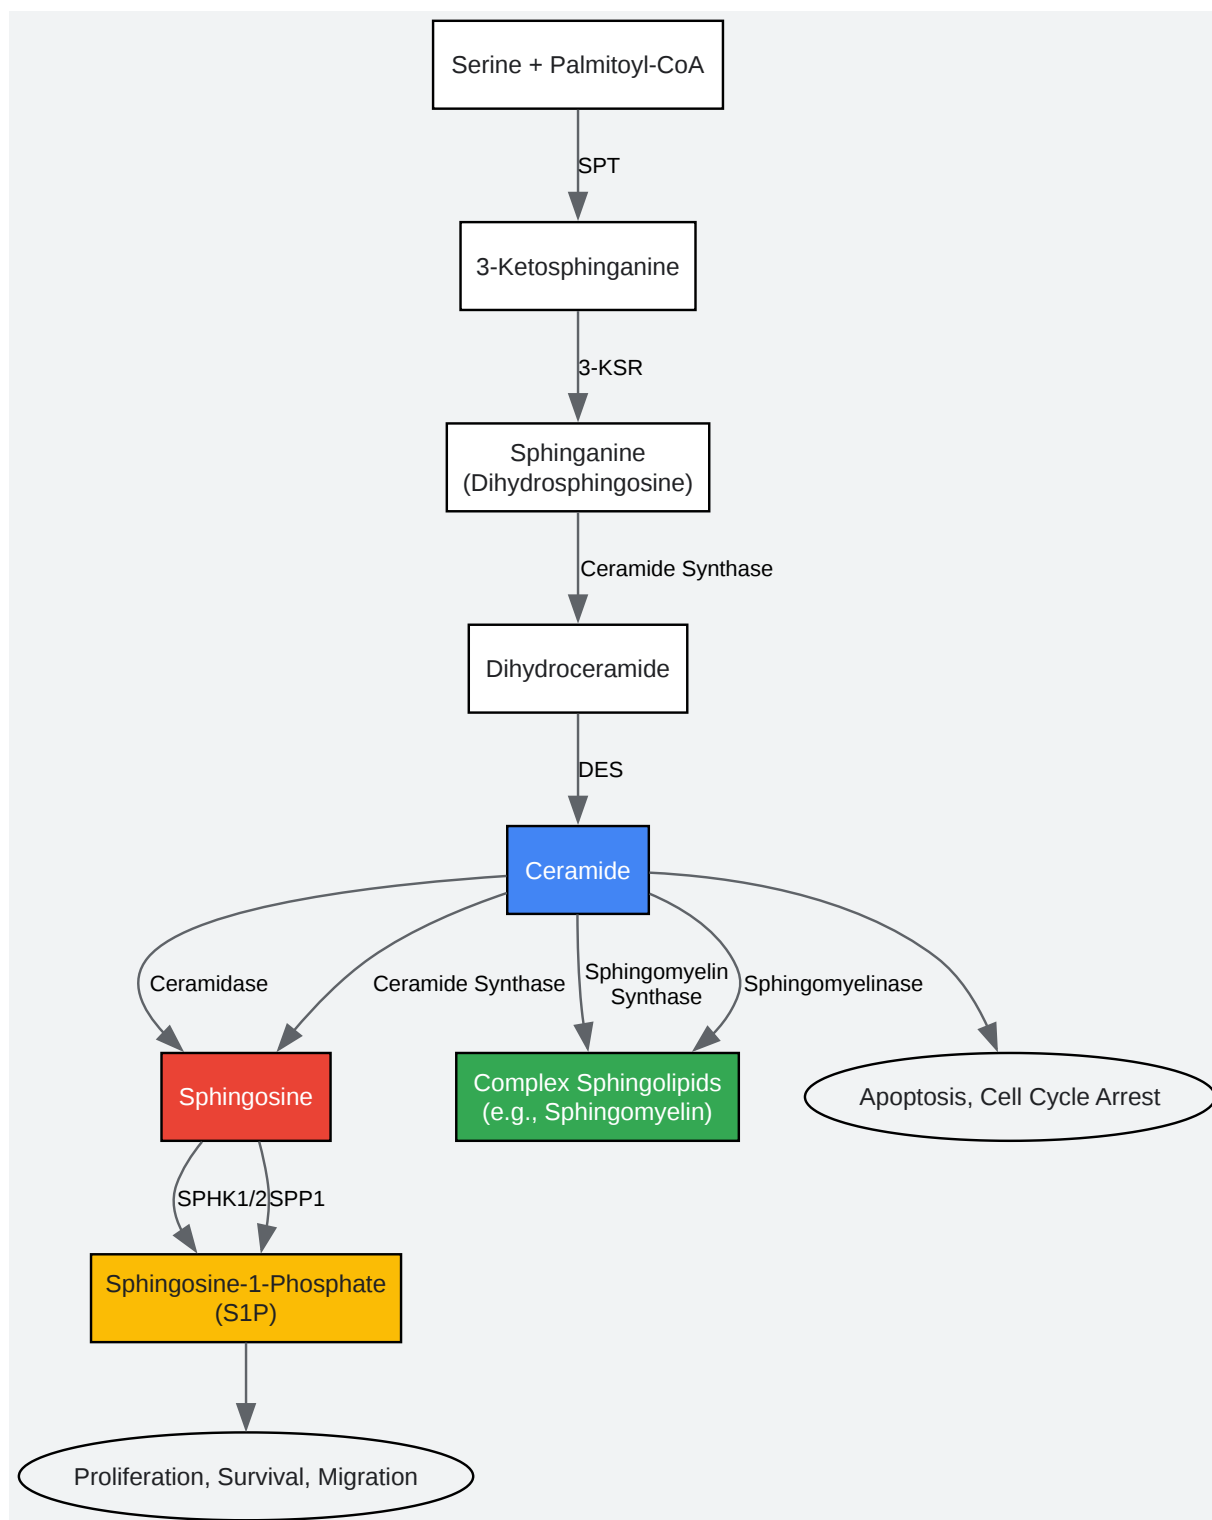 Serine + Palmitoyl-CoA
SPT
3-Ketosphinganine
3-KSR
Sphinganine
(Dihydrosphingosine)
Ceramide Synthase
Dihydroceramide
DES
Ceramide
Ceramidase
Ceramide Synthase
Sphingomyelin
Synthase
Sphingomyelinase
Sphingosine
Complex Sphingolipids
(e.g., Sphingomyelin)
Apoptosis, Cell Cycle Arrest
SPHK1/2
SPP1
Sphingosine-1-Phosphate
(S1P)
Proliferation, Survival, Migration